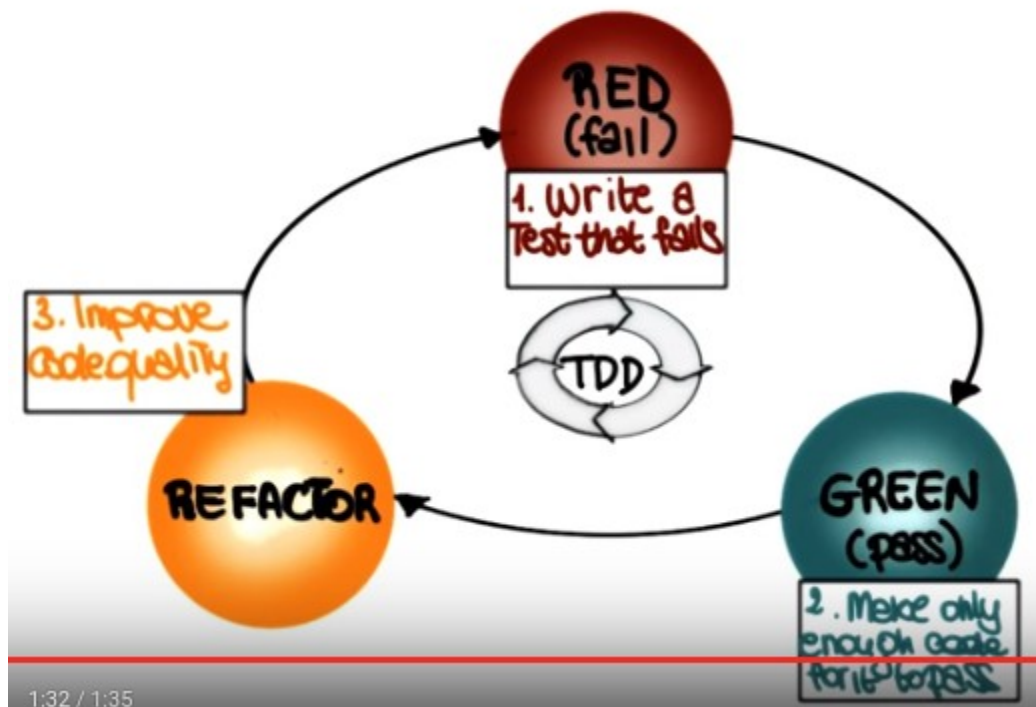 RED
(fail)
1. Write a
Test that fails
3. Improve
code quality
TDD
REFACTOR
GREEN
(pass)
2. Make only
enough code
for it to pass
1:32 / 1:35